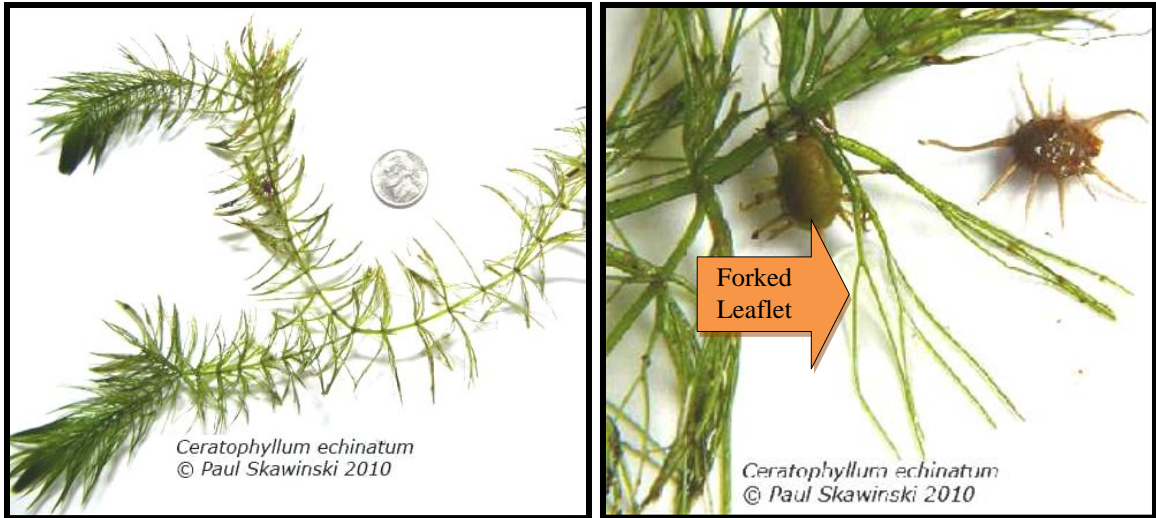 Ceratophyllum echinatum
© Paul Skawinski 2010
Forked
Leaflet
Ceratophyllum echinatum
© Paul Skawinski 2010